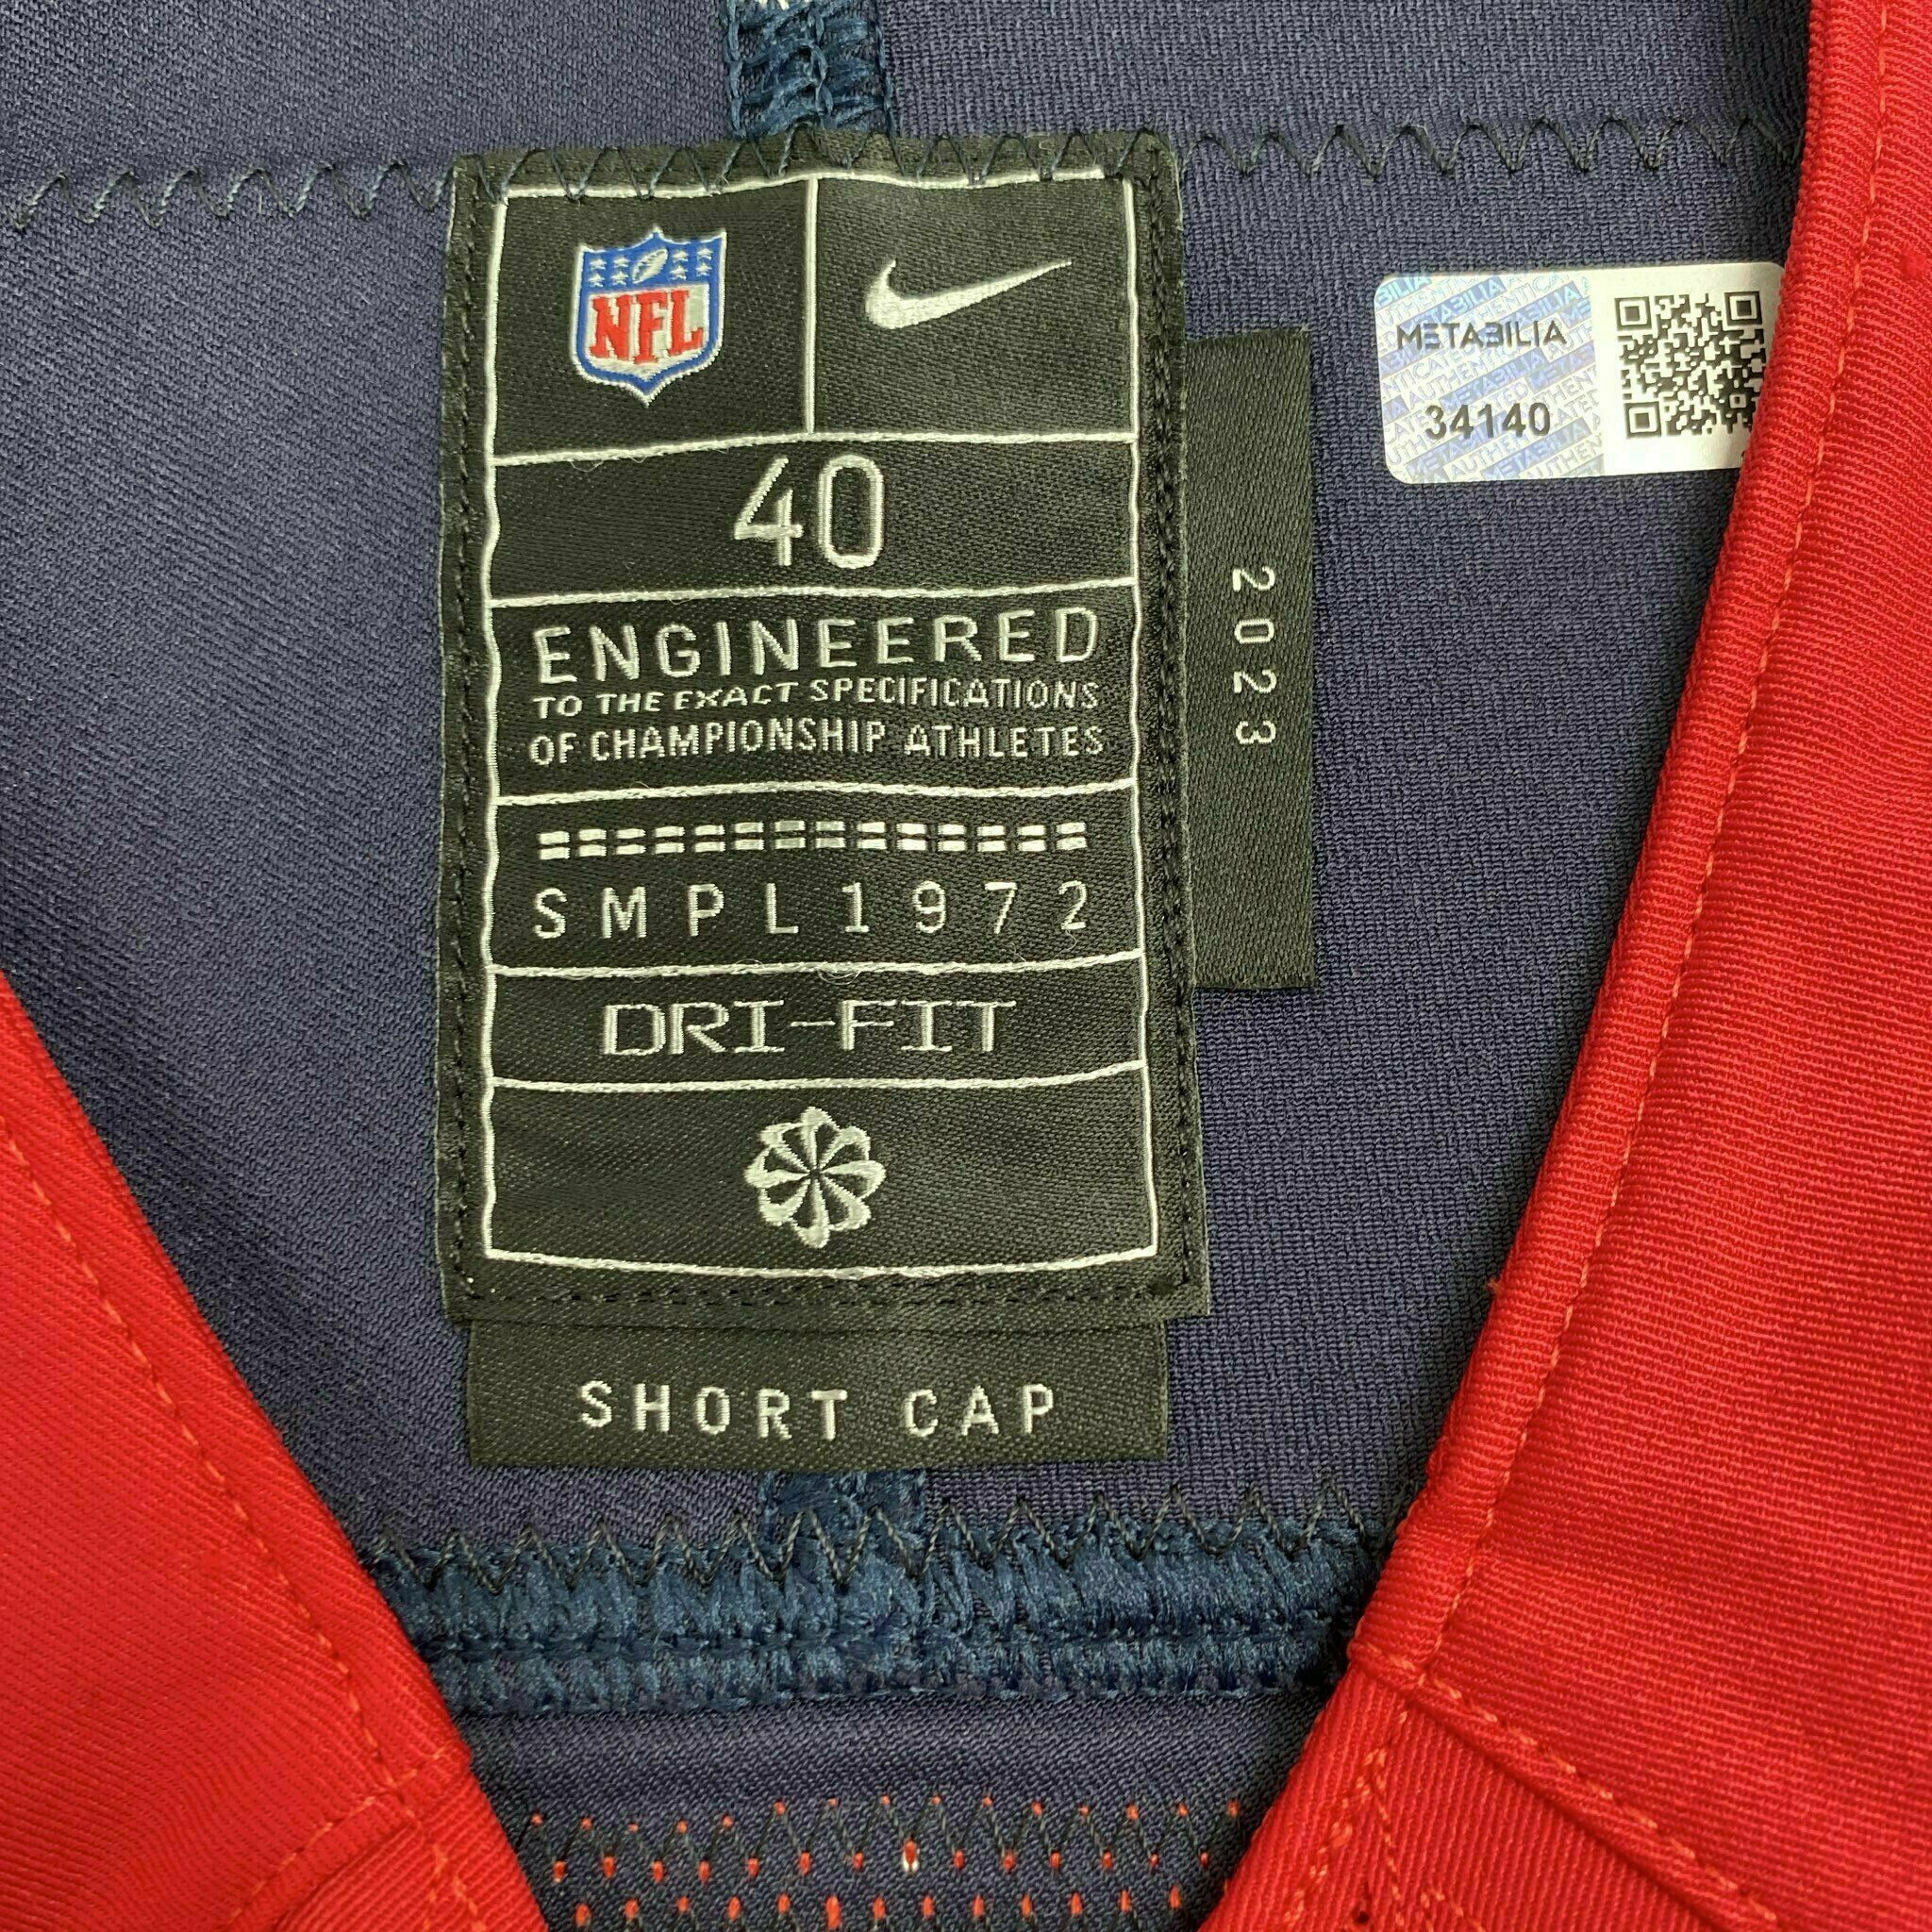 NFL
40
ENGINEERED
TO THE EXACT SPECIFICATIONS
OF CHAMPIONSHIP ATHLETES
SMPL1972
DRI-FIT
SHORT CAP
2023
METABILIA
34140